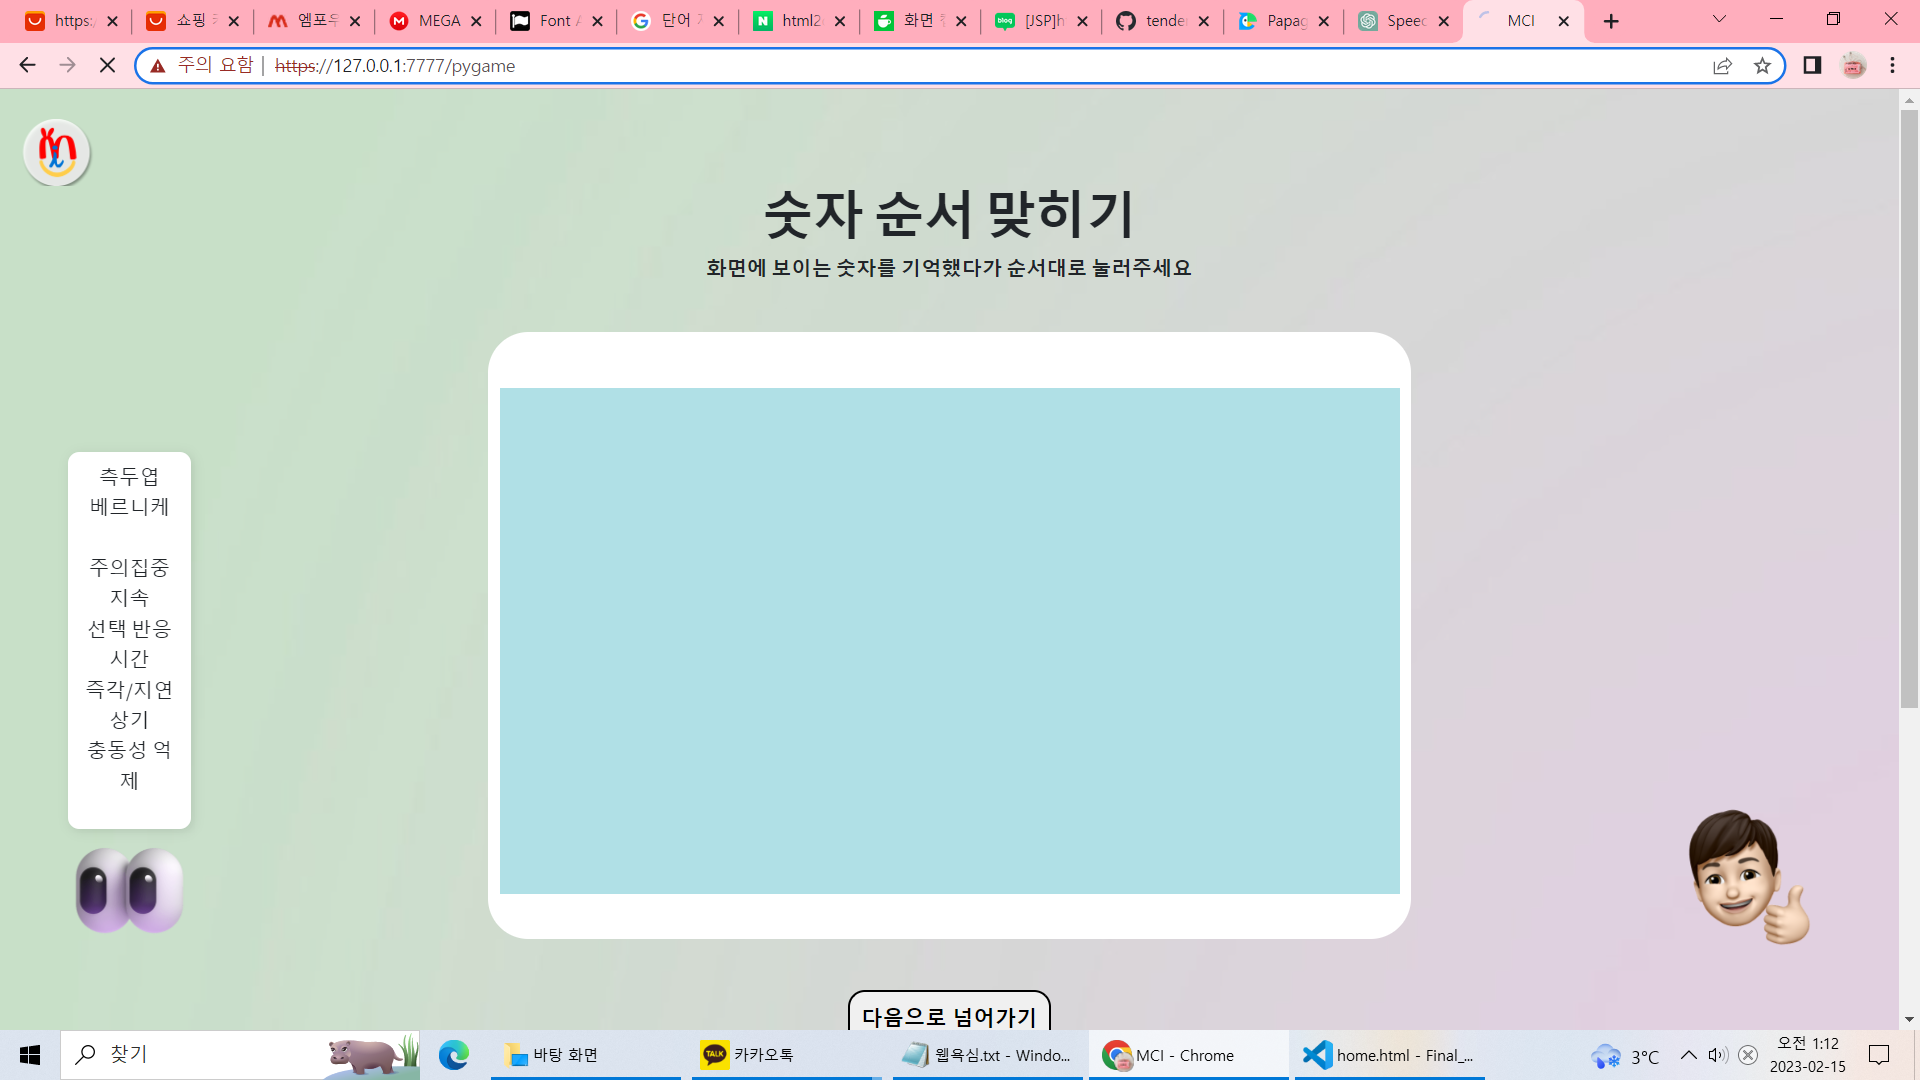 https:/
쇼핑
엠포우
MEGA
Font
단어
html2
화면
[JSP]h
tender
Papag
Speec
MCI
주의 요함
https://127.0.0.1:7777/pygame
숫자 순서 맞히기
화면에 보이는 숫자를 기억했다가 순서대로 눌러주세요
측두엽
베르니케
주의집중
지속
선택 반응
시간
즉각/지연
상기
충동성 억
제
다음으로 넘어가기
찾기
바탕 화면
TALK
카카오톡
웹욕심.txt - Windo...
MCI - Chrome
home.html - Final_...
3°C
오전 1:12
2023-02-15